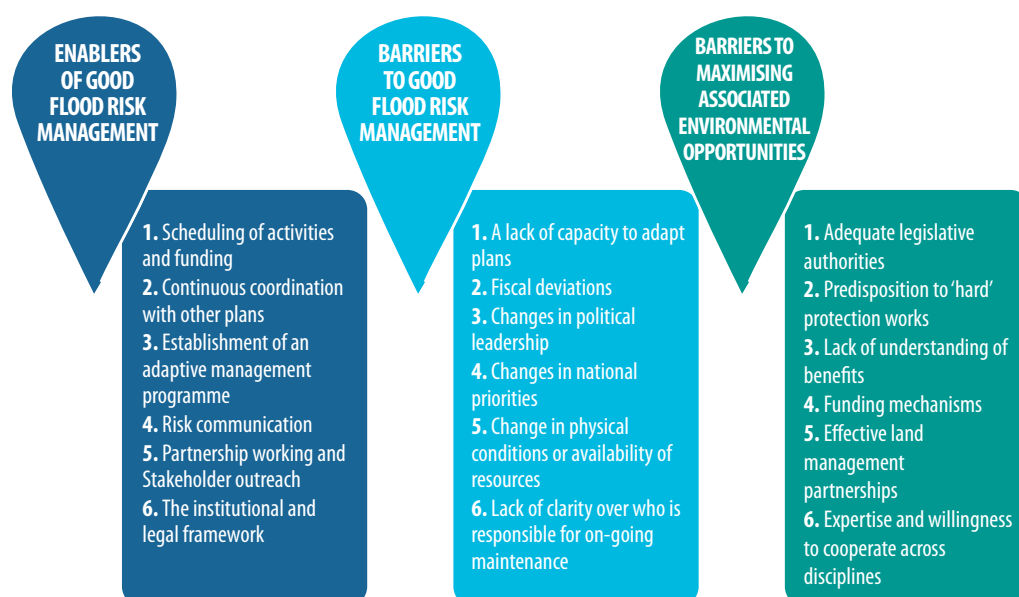 ENABLERS
OF GOOD
FLOOD RISK
MANAGEMENT
1. Scheduling of activities
and funding
2. Continuous coordination
with other plans
3. Establishment of an
adaptive management
programme
4. Risk communication
5. Partnership working and
Stakeholder outreach
6. The institutional and
legal framework
BARRIERS
TO GOOD
FLOOD RISK
MANAGEMENT
1. A lack of capacity to adapt
plans
2. Fiscal deviations
3. Changes in political
leadership
4. Changes in national
priorities
5. Change in physical
conditions or availability of
resources
6. Lack of clarity over who is
responsible for on-going
maintenance
BARRIERS TO
MAXIMISING
ASSOCIATED
ENVIRONMENTAL
OPPORTUNITIES
1. Adequate legislative
authorities
2. Predisposition to ‘hard’
protection works
3. Lack of understanding of
benefits
4. Funding mechanisms
5. Effective land
management
partnerships
6. Expertise and willingness
to cooperate across
disciplines